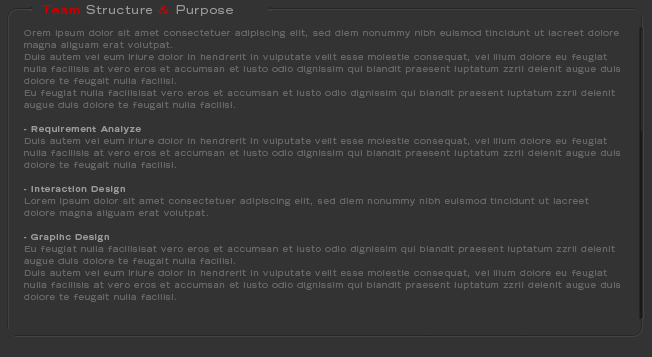 Team Structure & Purpose
Orem ipsum dolor sit amet consectetuer adipiscing elit, sed diem nonummy nibh euismod tincidunt ut lacreet dolore
magna aliguam erat volutpat.
Duis autem vel eum iriure dolor in hendrerit in vulputate velit esse molestie consequat, vel illum dolore eu feugiat
nulla facilisis at vero eros et accumsan et iusto odio dignissim qui blandit praesent luptatum zzril delenit augue duis
dolore te feugait nulla facilisi.
Eu feugiat nulla facilisisat vero eros et accumsan et iusto odio dignissim qui blandit praesent luptatum zzril delenit
augue duis dolore te feugait nulla facilisi.
- Requirement Analyze
Duis autem vel eum iriure dolor in hendrerit in vulputate velit esse molestie consequat, vel illum dolore eu feugiat
nulla facilisis at vero eros et accumsan et iusto odio dignissim qui blandit praesent luptatum zzril delenit augue duis
dolore te feugait nulla facilisi.
- Interaction Design
Lorem ipsum dolor sit amet consectetuer adipiscing elit, sed diem nonummy nibh euismod tincidunt ut lacreet
dolore magna aliguam erat volutpat.
- Grapihc Design
Eu feugiat nulla facilisisat vero eros et accumsan et iusto odio dignissim qui blandit praesent luptatum zzril delenit
augue duis dolore te feugait nulla facilisi.
Duis autem vel eum iriure dolor in hendrerit in vulputate velit esse molestie consequat, vel illum dolore eu feugiat
nulla facilisis at vero eros et accumsan et iusto odio dignissim qui blandit praesent luptatum zzril delenit augue duis
dolore te feugait nulla facilisi.